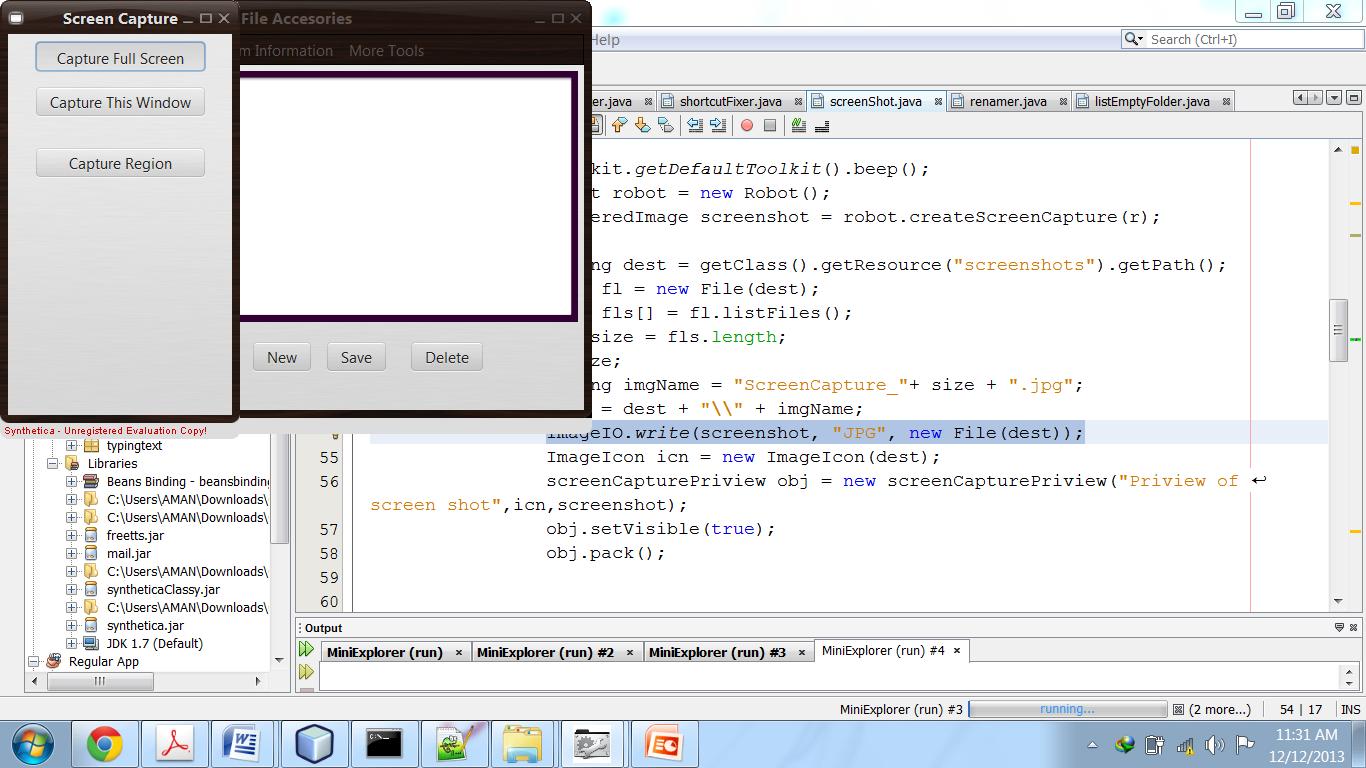 Screen Capture
File Accesories
Capture Full Screen
Capture This Window
Capture Region
Information
More Tools
New
Save
Delete
Synthetica - Unregistered Evaluation Copy!
Help
Search (Ctrl+I)
er.java
shortcutFixer.java
screenShot.java
renamer.java
listEmptyFolder.java
kit.getDefaultToolkit().beep();
t robot = new Robot();
eredImage screenshot = robot.createScreenCapture(r);
ng dest = getClass().getResource("screenshots").getPath();
fl = new File(dest);
fls[] = fl.listFiles();
size = fls.length;
ze;
ng imgName = "ScreenCapture_"+ size + ".jpg";
= dest + "\\" + imgName;
ImageIO.write(screenshot, "JPG", new File(dest));
55 ImageIcon icn = new ImageIcon(dest);
56 screenCapturePriview obj = new screenCapturePriview("Priview of
screen shot",icn,screenshot);
57 obj.setVisible(true);
58 obj.pack();
59
60
typingtext
Libraries
Beans Binding - beansbinding
C:\Users\AMAN\Downloads\
C:\Users\AMAN\Downloads\
freetts.jar
mail.jar
C:\Users\AMAN\Downloads\
syntheticaClassy.jar
C:\Users\AMAN\Downloads\
synthetica.jar
JDK 1.7 (Default)
Regular App
Output
MiniExplorer (run)
MiniExplorer (run) #2
MiniExplorer (run) #3
MiniExplorer (run) #4
MiniExplorer (run) #3
running...
(2 more...)
54 | 17
INS
11:31 AM
12/12/2013